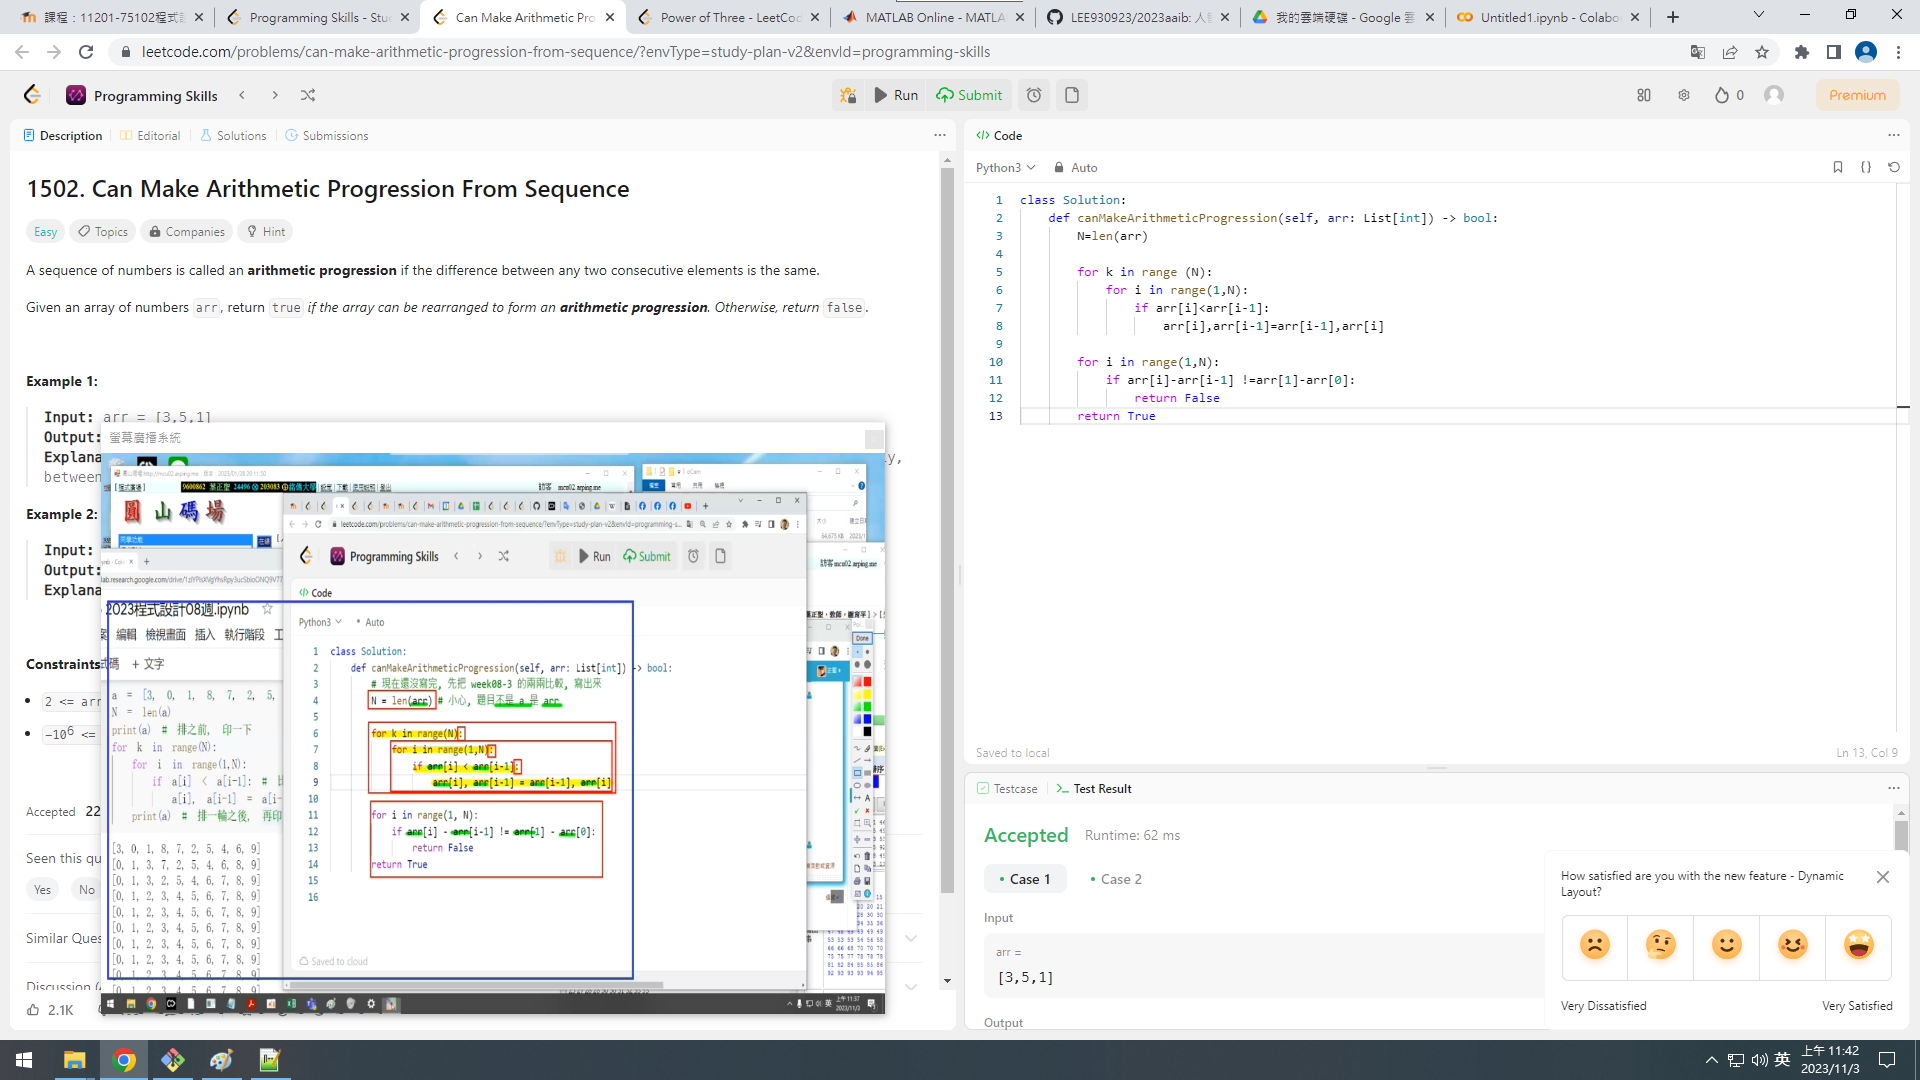 課程：11201-75102程式設
Programming Skills - Stu
Can Make Arithmetic Pro
Power of Three - LeetCod
MATLAB Online - MATLA
LEE930923/2023aaib: 人
我的雲端硬碟 - Google 雲
Untitled1.ipynb - Colabo
leetcode.com/problems/can-make-arithmetic-progression-from-sequence/?envType=study-plan-v2&envId=programming-skills
Programming Skills
Run
Submit
0
Premium
Description
Editorial
Solutions
Submissions
1502. Can Make Arithmetic Progression From Sequence
Easy
Topics
Companies
Hint
A sequence of numbers is called an arithmetic progression if the difference between any two consecutive elements is the same.
Given an array of numbers arr, return true if the array can be rearranged to form an arithmetic progression. Otherwise, return false.
Example 1:
Input: arr = [3,5,1]
Output:
Explana
between
Example 2:
Input:
Output:
Explana
Constraints
2 <= arr
-10⁶ <=
Accepted 22
Seen this qu
Yes
No
Similar Ques
Discussion (
2.1K
螢幕廣播系統
圓山碼場
Programming Skills
Run
Submit
Code
Python3
Auto
1 class Solution:
2 def canMakeArithmeticProgression(self, arr: List[int]) -> bool:
3 # 現在還沒寫完, 先把 week08-3 的兩兩比較, 寫出來
4 N = len(arr) # 小心, 題目不是 a 是 arr
5
6 for k in range(N):
7 for i in range(1,N):
8 if arr[i] < arr[i-1]:
9 arr[i], arr[i-1] = arr[i-1], arr[i]
10
11 for i in range(1, N):
12 if arr[i] - arr[i-1] != arr[1] - arr[0]:
13 return False
14 return True
15
16
Saved to cloud
2023程式設計08週.ipynb
編輯 檢視畫面 插入 執行階段 工
+ 文字
a = [3, 0, 1, 8, 7, 2, 5,
N = len(a)
print(a) # 排之前, 印一下
for k in range(N):
for i in range(1,N):
if a[i] < a[i-1]: #
a[i], a[i-1] = a[i-
print(a) # 排一輪之後, 再印
[3, 0, 1, 8, 7, 2, 5, 4, 6, 9]
[0, 1, 3, 7, 2, 5, 4, 6, 8, 9]
[0, 1, 3, 2, 5, 4, 6, 7, 8, 9]
[0, 1, 2, 3, 4, 5, 6, 7, 8, 9]
[0, 1, 2, 3, 4, 5, 6, 7, 8, 9]
[0, 1, 2, 3, 4, 5, 6, 7, 8, 9]
[0, 1, 2, 3, 4, 5, 6, 7, 8, 9]
[0, 1, 2, 3, 4, 5, 6, 7, 8, 9]
[0, 1, 2, 3, 4, 5, 6, 7, 8, 9]
[0, 1, 2, 3, 4, 5, 6, 7, 8, 9]
Done
上午 11:37
2023/11/3
Code
Python3
Auto
1 class Solution:
2 def canMakeArithmeticProgression(self, arr: List[int]) -> bool:
3 N=len(arr)
4
5 for k in range (N):
6 for i in range(1,N):
7 if arr[i]<arr[i-1]:
8 arr[i],arr[i-1]=arr[i-1],arr[i]
9
10 for i in range(1,N):
11 if arr[i]-arr[i-1] !=arr[1]-arr[0]:
12 return False
13 return True
Saved to local
Ln 13, Col 9
Testcase
Test Result
Accepted
Runtime: 62 ms
Case 1
Case 2
Input
arr =
[3,5,1]
Output
How satisfied are you with the new feature - Dynamic
Layout?
Very Dissatisfied
Very Satisfied
英
上午 11:42
2023/11/3